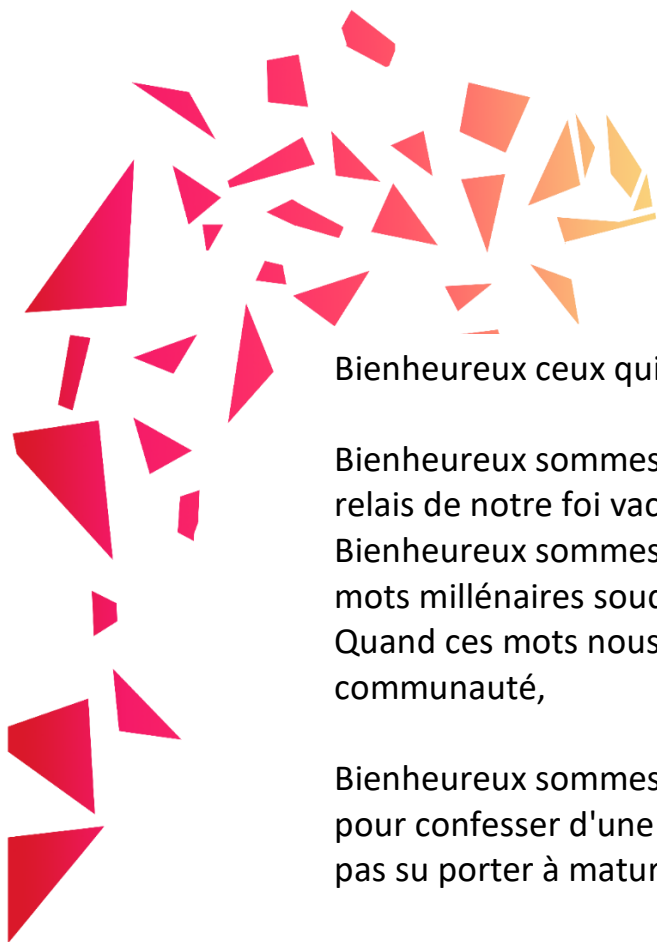 Bienheureux ceux qui
Bienheureux sommes
relais de notre foi vac
Bienheureux sommes
mots millénaires soud
Quand ces mots nous
communauté,
Bienheureux sommes
pour confesser d'une
pas su porter à matur